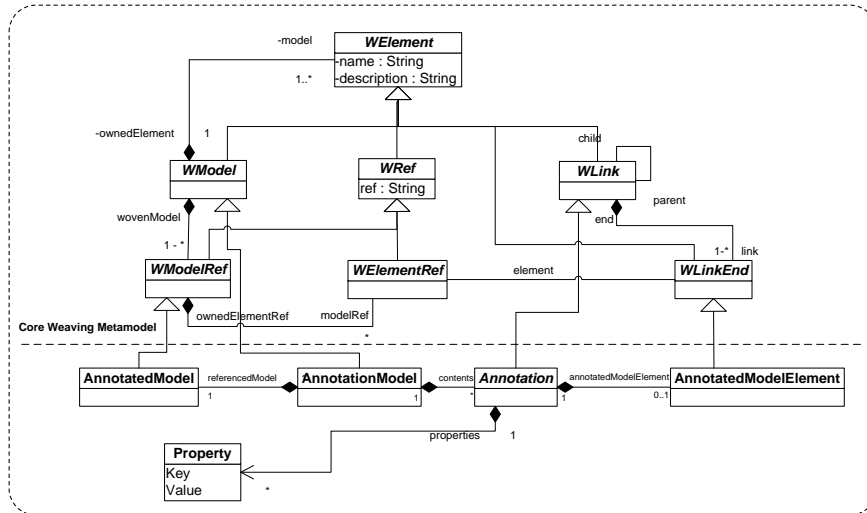 -model
WElement
-name : String
-description : String
1..*
-ownedElement
1
child
WModel
WRef
ref : String
WLink
parent
end
wovenModel
1 - *
1-*
link
WModelRef
WElementRef
element
WLinkEnd
ownedElementRef
modelRef
*
Core Weaving Metamodel
AnnotatedModel
referencedModel
1
AnnotationModel
1
contents
*
Annotation
1
annotatedModelElement
0..1
AnnotatedModelElement
properties
1
Property
Key
Value
*